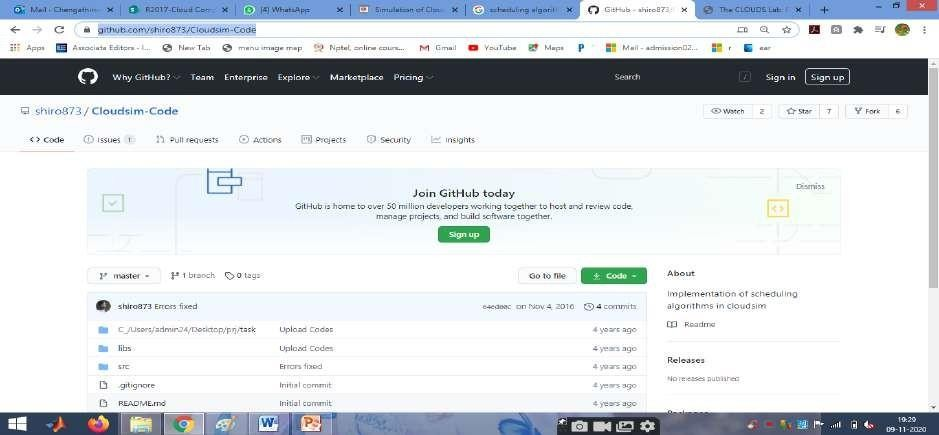 Mail - Chengathir...
R2017-Cloud Com
(4) WhatsApp
Simulation of Clou
scheduling algorith
GitHub - shiro873/
The CLOUDS Lab: F
github.com/shiro873/Cloudsim-Code
Apps
Associate Editors - I...
New Tab
menu image map
Nptel, online cours...
Gmail
YouTube
Maps
Mail - admission02...
r
ear
Why GitHub?
Team
Enterprise
Explore
Marketplace
Pricing
Search
/
Sign in
Sign up
shiro873 / Cloudsim-Code
Watch 2
Star 7
Fork 6
<> Code
Issues 1
Pull requests
Actions
Projects
Security
Insights
Join GitHub today
Dismiss
GitHub is home to over 50 million developers working together to host and review code,
manage projects, and build software together.
Sign up
master
1 branch
0 tags
Go to file
Code
About
Implementation of scheduling
algorithms in cloudsim
Readme
shiro873 Errors fixed
on Nov 4, 2016
4 commits
C_/Users/admin24/Desktop/prj/task
Upload Codes
4 years ago
libs
Upload Codes
4 years ago
src
Errors fixed
4 years ago
.gitignore
Initial commit
4 years ago
README.md
Initial commit
4 years ago
Releases
No releases published
19:29
09-11-2020